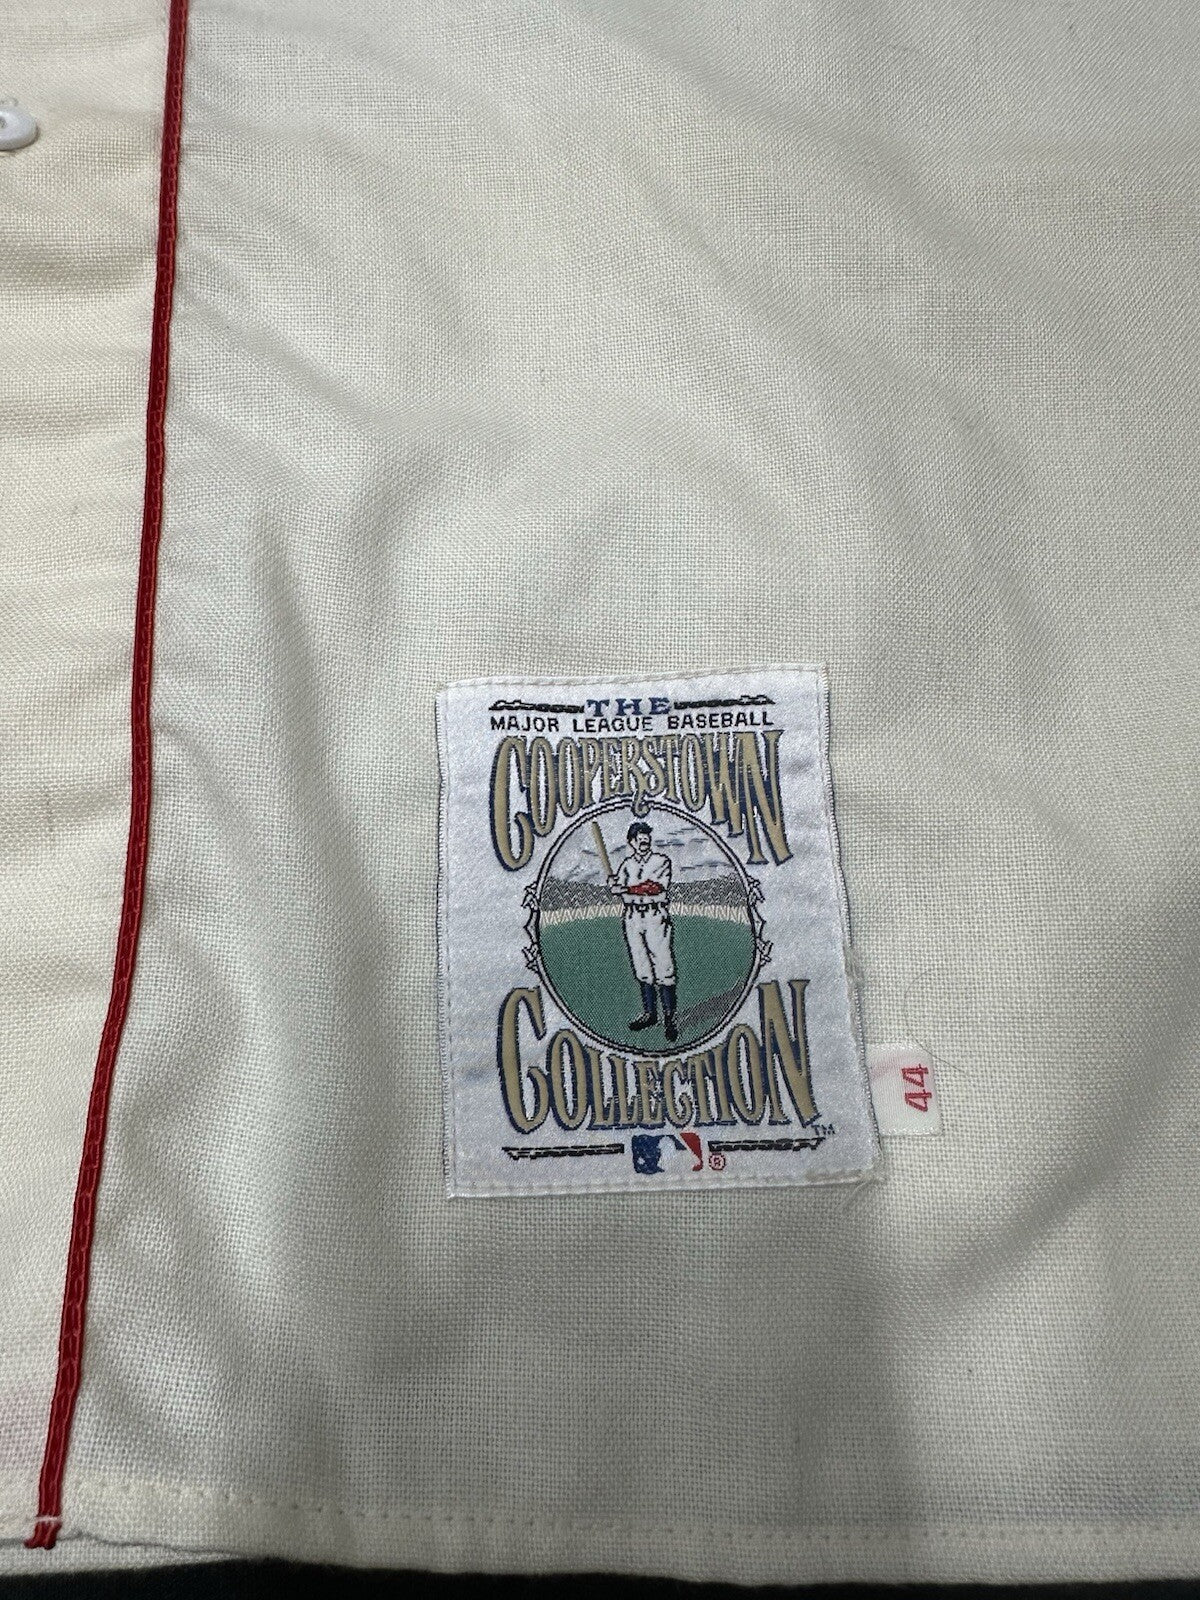 THE
MAJOR LEAGUE BASEBALL
COOPERSTOWN
COLLECTION
TM
®
44